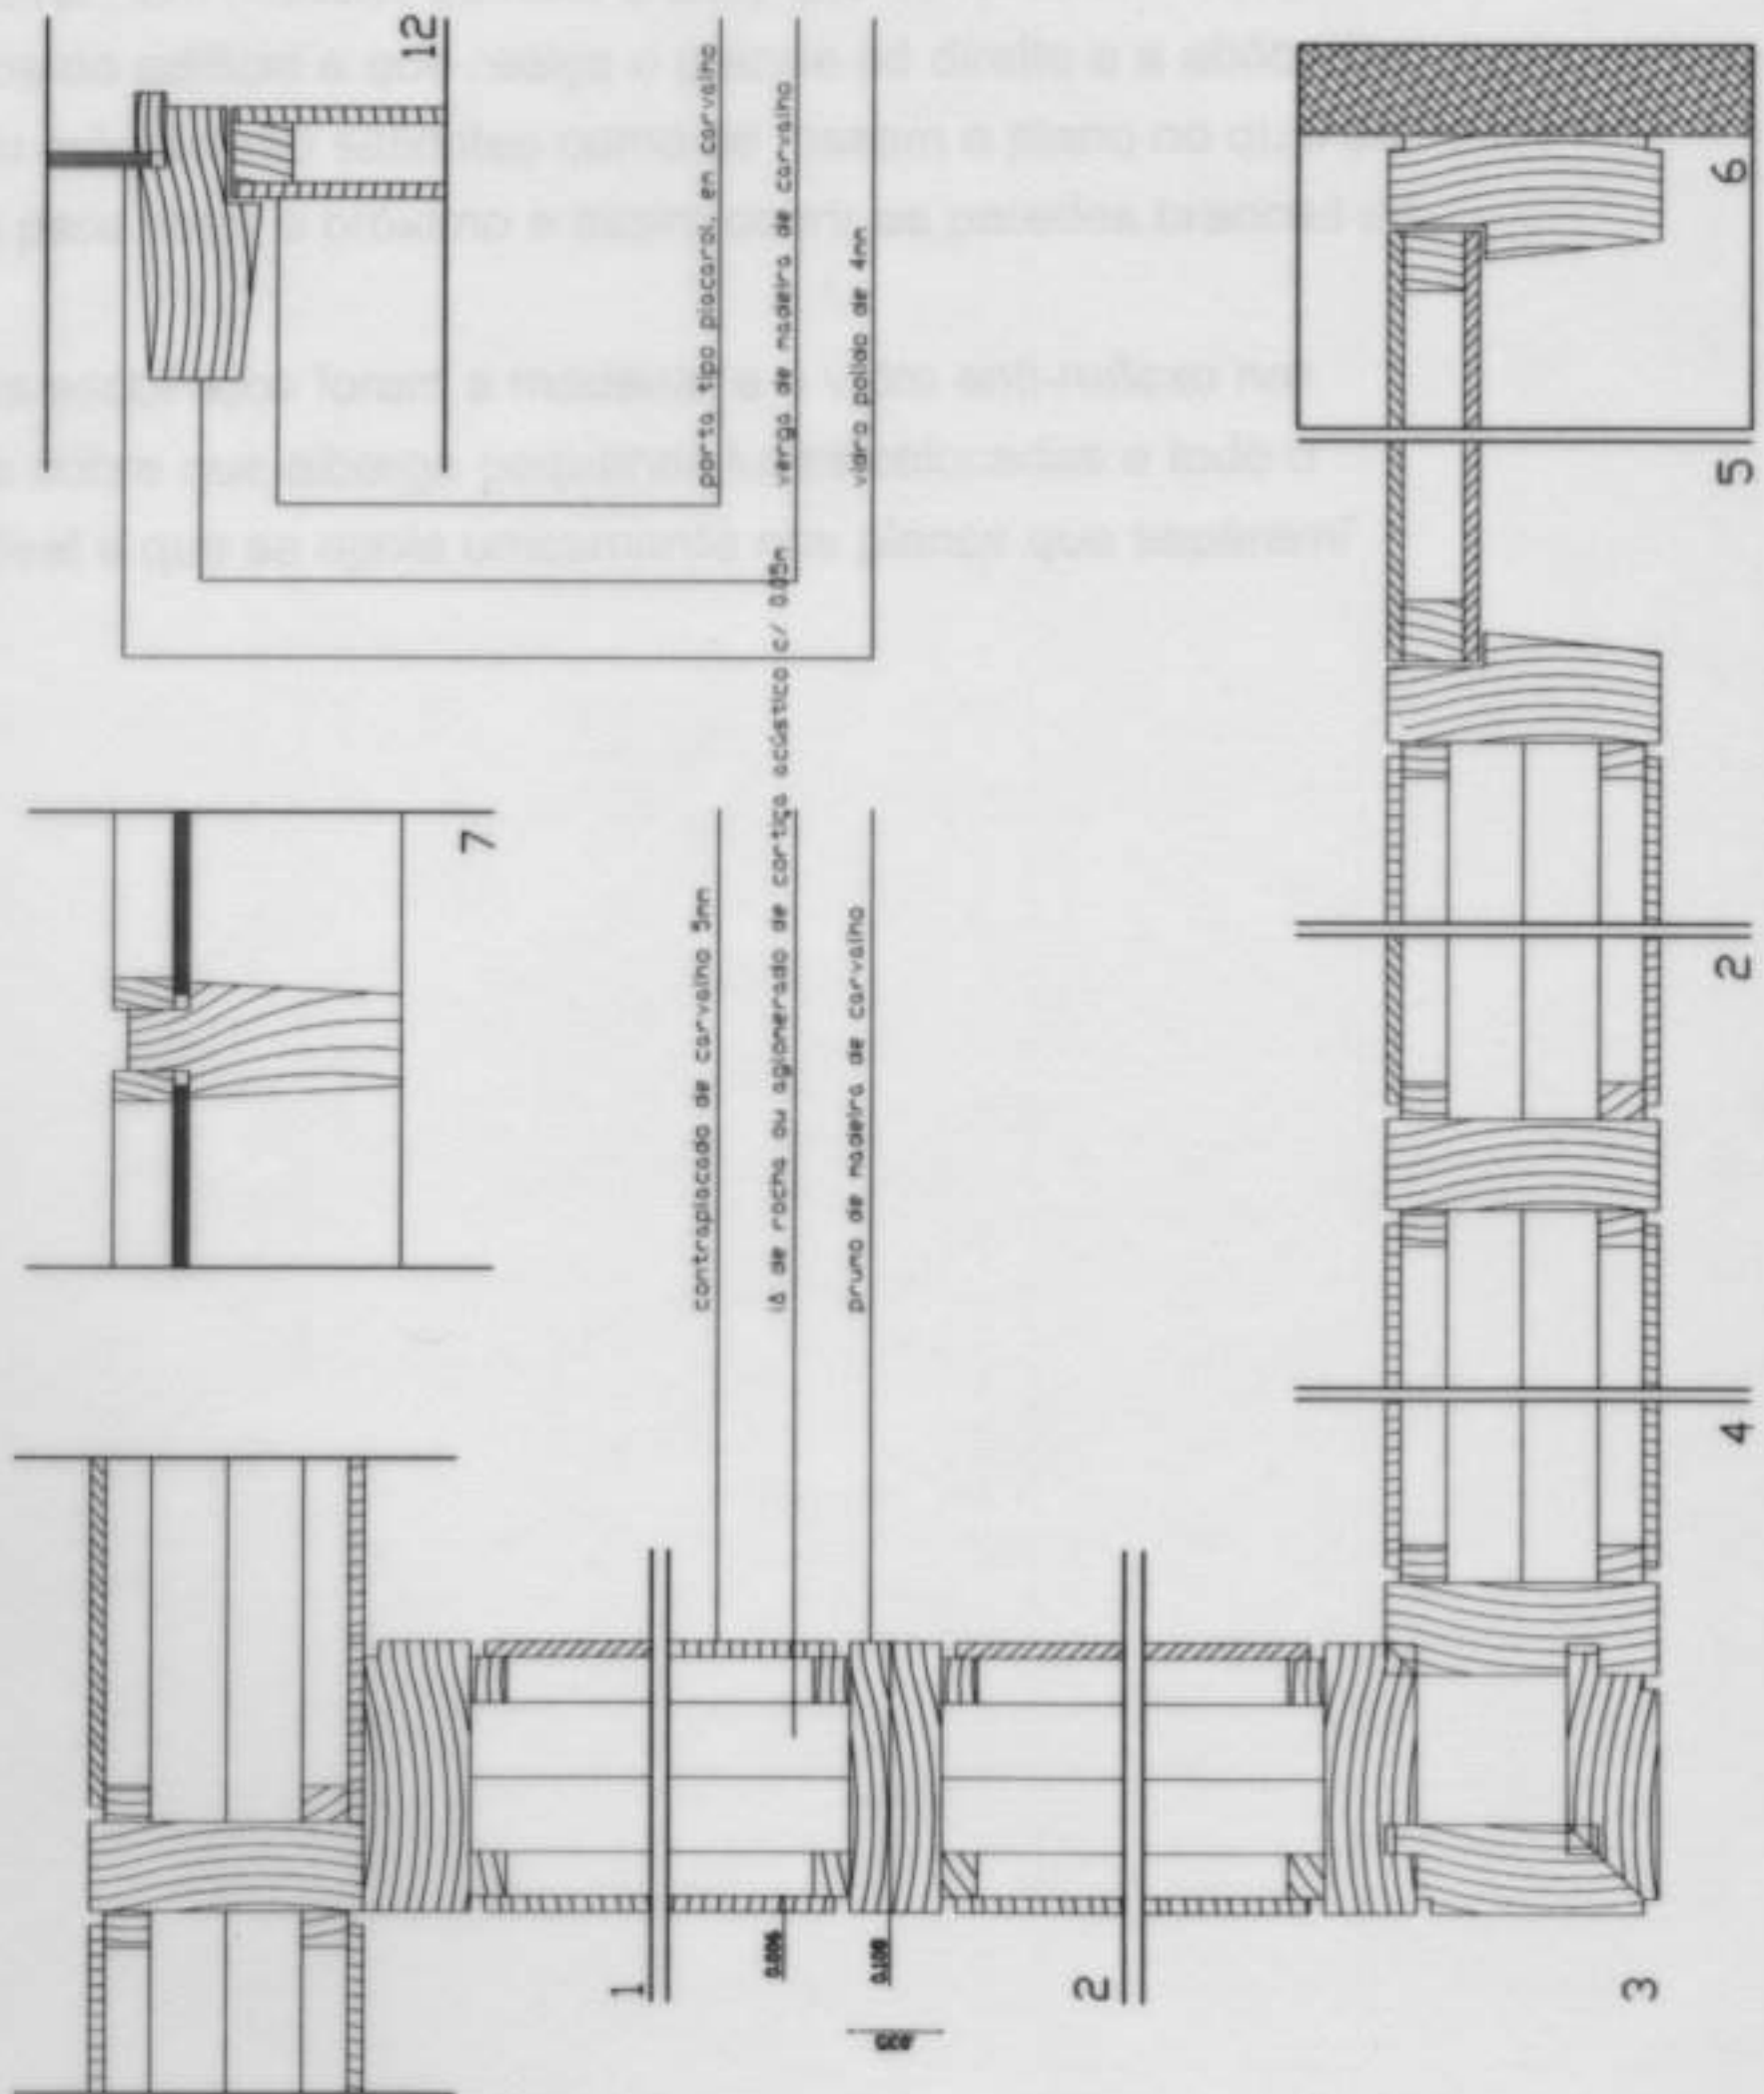 12
porta tipo placarol, em carvalho
verga de madeira de carvalho
vidro polido de 4mm
6
5
7
contraplacado de carvalho 5mm
lã de rocha ou aglomerado de cortiça acústico c/ 0.05m
prumo de madeira de carvalho
2
4
1
0.006
0.100
2
.035
3